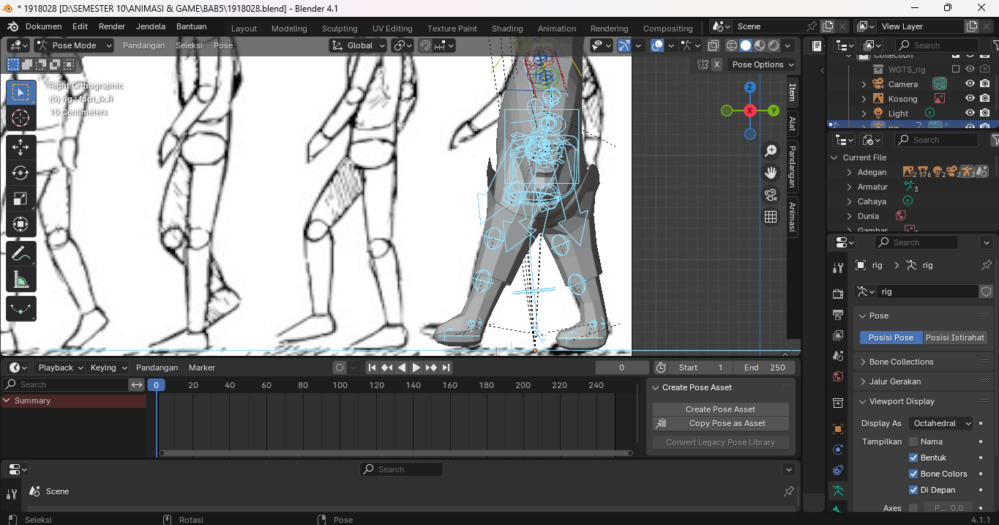 * 1918028 [D:\SEMESTER 10\ANIMASI & GAME\BAB5\1918028.blend] - Blender 4.1
Dokumen Edit Render Jendela Bantuan Layout Modeling Sculpting UV Editing Texture Paint Shading Animation Rendering Compositing Scene View Layer
Pose Mode Pandangan Seleksi Pose Global Search
X Pose Options
Right Orthographic
(0) rig : foot_ik.R
10 Centimeters
Z
X
Y
Item
Alat
Pandangan
Animasi
Collection
WGTS_rig
Camera
Kosong
Light
rig
Search
Current File
Adegan 2 176 2 2 2
Armatur 3
Cahaya
Dunia
Gambar
Search
rig > rig
rig
Pose
Posisi Pose Posisi Istirahat
Bone Collections
Jalur Gerakan
Viewport Display
Display As Octahedral
Tampilkan Nama
Bentuk
Bone Colors
Di Depan
Axes P... 0.0
Playback Keying Pandangan Marker 0 Start 1 End 250
Search 0 20 40 60 80 100 120 140 160 180 200 220 240
Summary
Create Pose Asset
Create Pose Asset
Copy Pose as Asset
Convert Legacy Pose Library
Search
Scene
Seleksi Rotasi Pose 4.1.1